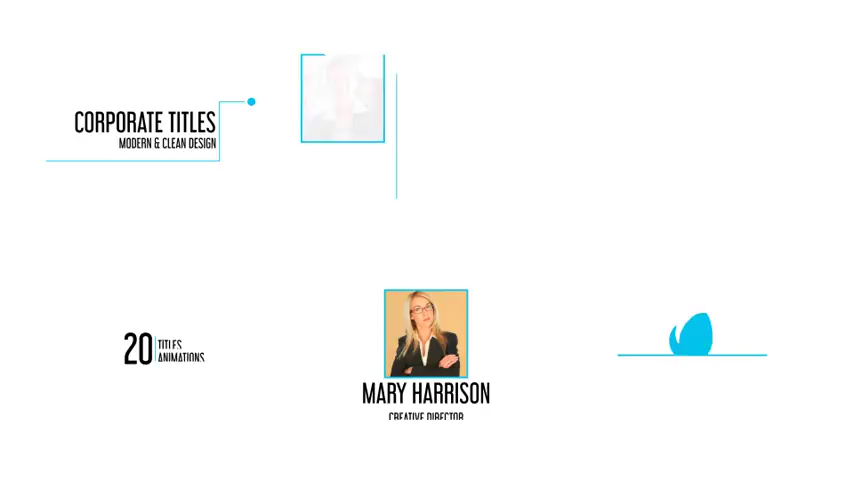 CORPORATE TITLES
MODERN & CLEAN DESIGN
20
TITLES
ANIMATIONS
MARY HARRISON
CREATIVE DIRECTOR